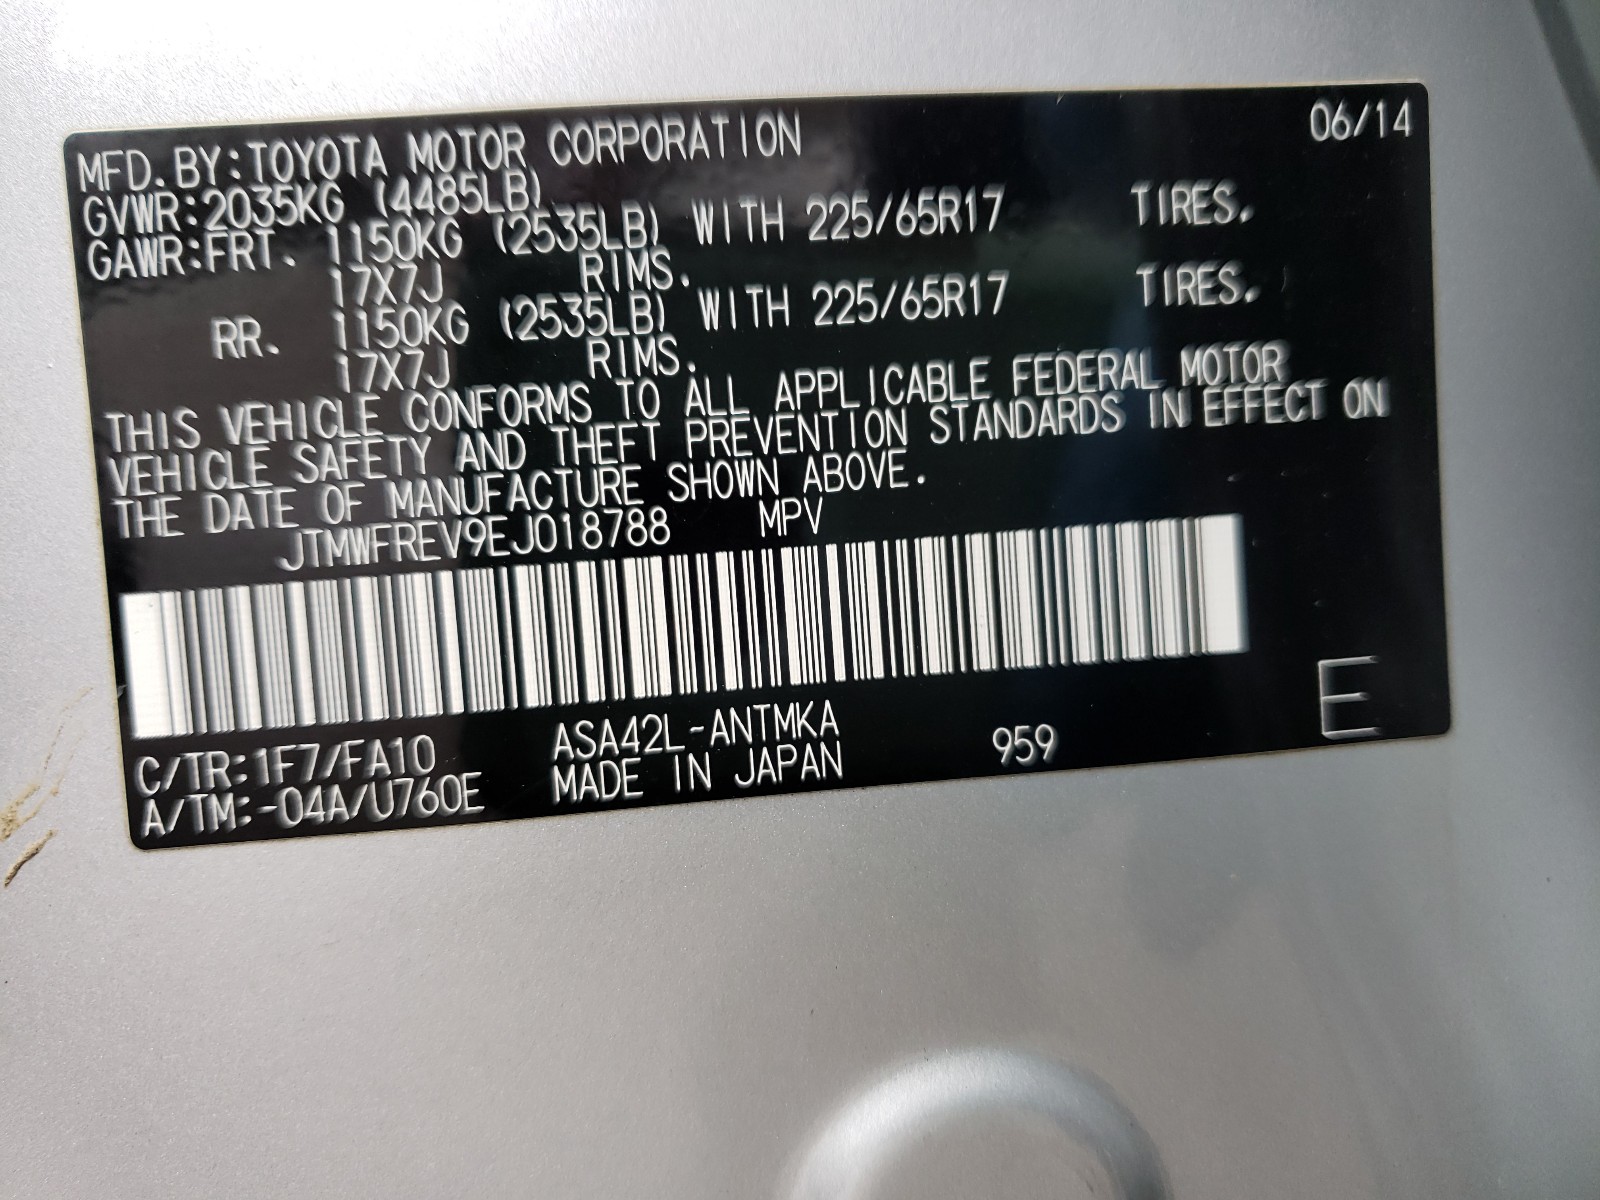 06/14
MFD. BY:TOYOTA MOTOR CORPORATION
GVWR:2035KG (4485LB)
GAWR:FRT. 1150KG (2535LB) WITH 225/65R17 TIRES.
17X7J RIMS.
RR. 1150KG (2535LB) WITH 225/65R17 TIRES.
17X7J RIMS.
THIS VEHICLE CONFORMS TO ALL APPLICABLE FEDERAL MOTOR
VEHICLE SAFETY AND THEFT PREVENTION STANDARDS IN EFFECT ON
THE DATE OF MANUFACTURE SHOWN ABOVE.
JTMWFREV9EJ018788 MPV
C/TR:1F7/FA10 ASA42L-ANTMKA 959 E
A/TM:-04A/U760E MADE IN JAPAN